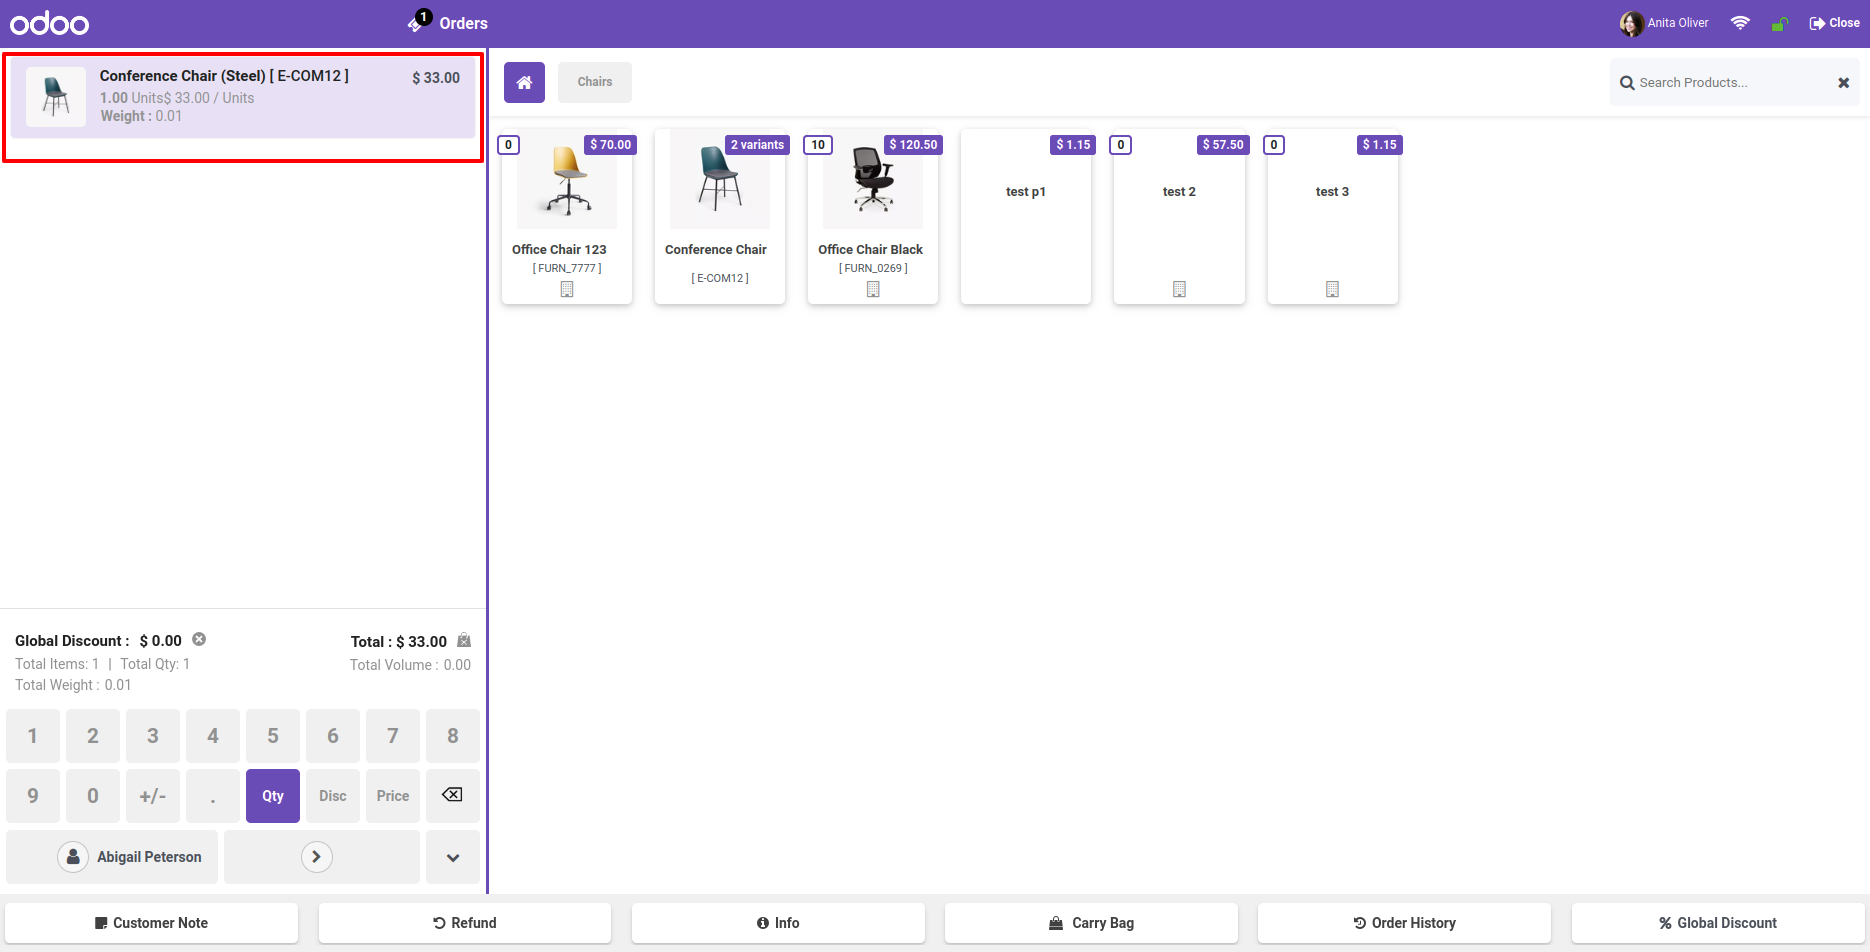 odoo
1 Orders
Anita Oliver
Close
Conference Chair (Steel) [ E-COM12 ]
$ 33.00
1.00 Units$ 33.00 / Units
Weight : 0.01
Chairs
Search Products...
0
$ 70.00
Office Chair 123
[ FURN_7777 ]
2 variants
Conference Chair
[ E-COM12 ]
10
$ 120.50
Office Chair Black
[ FURN_0269 ]
$ 1.15
test p1
0
$ 57.50
test 2
0
$ 1.15
test 3
Global Discount : $ 0.00
Total : $ 33.00
Total Items: 1 | Total Qty: 1
Total Volume : 0.00
Total Weight : 0.01
1 2 3 4 5 6 7 8
9 0 +/- . Qty Disc Price
Abigail Peterson
Customer Note
Refund
Info
Carry Bag
Order History
% Global Discount